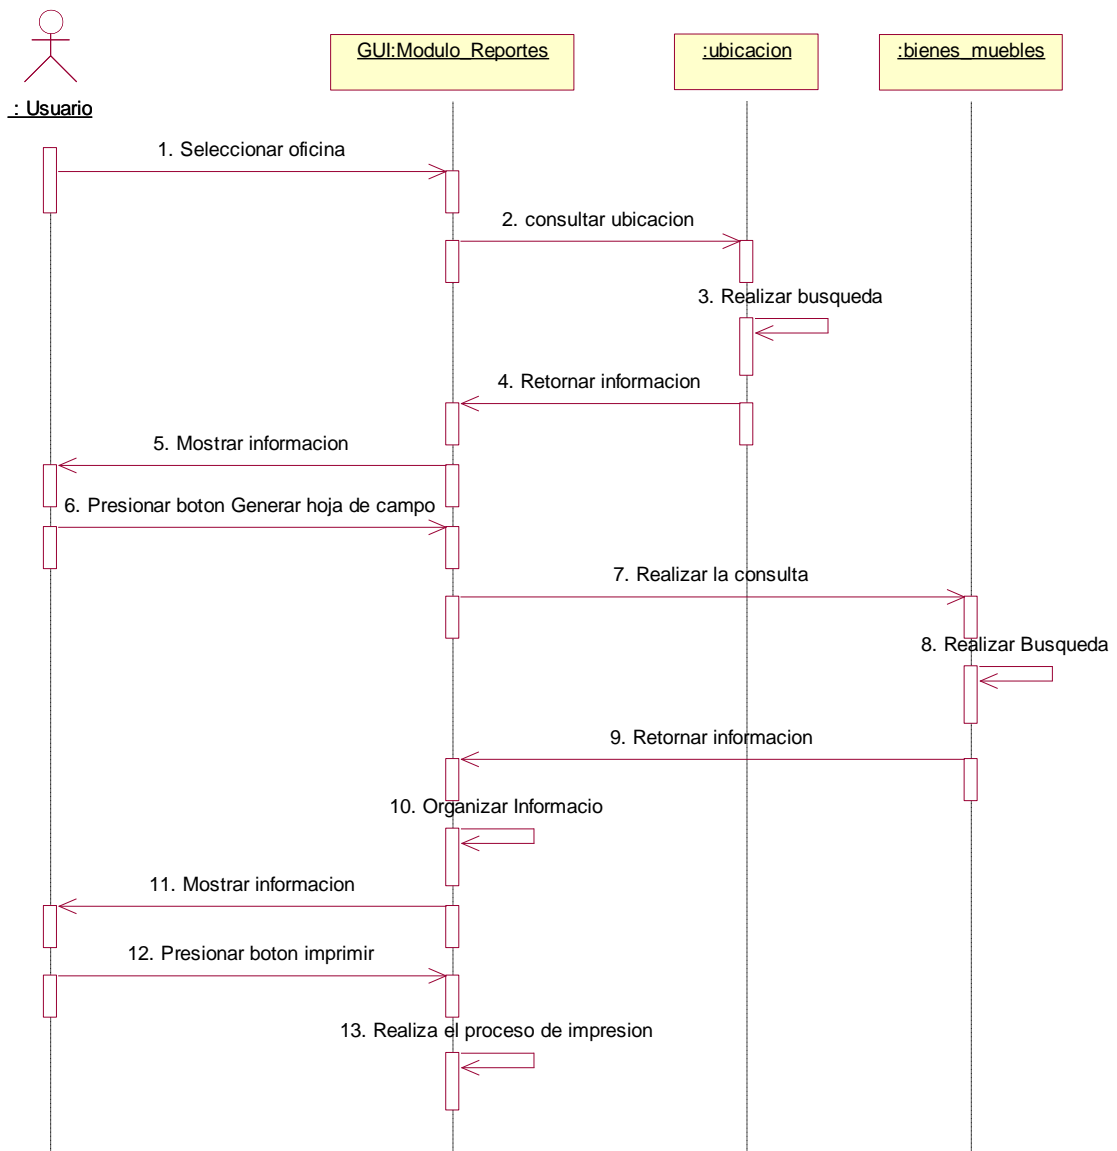 : Usuario
GUI:Modulo_Reportes
:ubicacion
:bienes_muebles
1. Seleccionar oficina
2. consultar ubicacion
3. Realizar busqueda
4. Retornar informacion
5. Mostrar informacion
6. Presionar boton Generar hoja de campo
7. Realizar la consulta
8. Realizar Busqueda
9. Retornar informacion
10. Organizar Informacio
11. Mostrar informacion
12. Presionar boton imprimir
13. Realiza el proceso de impresion